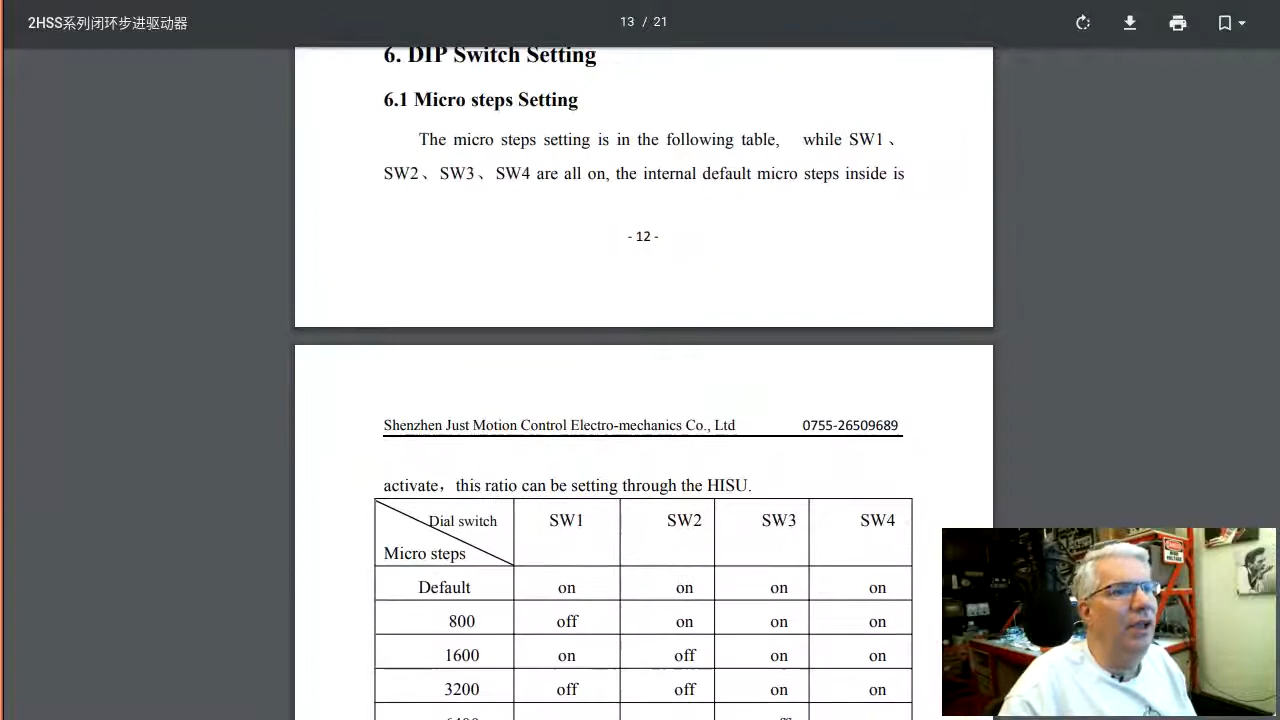 2HSS系列闭环步进驱动器
13 / 21
6. DIP Switch Setting
6.1 Micro steps Setting
The micro steps setting is in the following table, while SW1、
SW2、SW3、SW4 are all on, the internal default micro steps inside is
- 12 -
Shenzhen Just Motion Control Electro-mechanics Co., Ltd 0755-26509689
activate，this ratio can be setting through the HISU.
Dial switch SW1 SW2 SW3 SW4
Micro steps
Default on on on on
800 off on on on
1600 on off on on
3200 off off on on